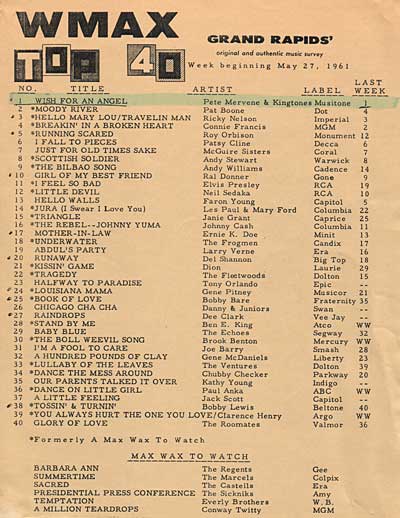 WMAX
TOP 40
GRAND RAPIDS'
original and authentic music survey
Week beginning May 27, 1961
LAST
NO. TITLE ARTIST LABEL WEEK
1 WISH FOR AN ANGEL Pete Mervene & Kingtones Musitone 1
2 *MOODY RIVER Pat Boone Dot 4
3 *HELLO MARY LOU/TRAVELIN MAN Ricky Nelson Imperial 3
4 *BREAKIN' IN A BROKEN HEART Connie Francis MGM 2
5 *RUNNING SCARED Roy Orbison Monument 12
6 I FALL TO PIECES Patsy Cline Decca 6
7 JUST FOR OLD TIMES SAKE McGuire Sisters Coral 7
8 *SCOTTISH SOLDIER Andy Stewart Warwick 8
9 *THE BILBAO SONG Andy Williams Cadence 14
10 GIRL OF MY BEST FRIEND Ral Donner Gone 9
11 *I FEEL SO BAD Elvis Presley RCA 19
12 *LITTLE DEVIL Neil Sedaka RCA 10
13 HELLO WALLS Faron Young Capitol 5
14 *JURA (I Swear I Love You) Les Paul & Mary Ford Columbia 22
15 *TRIANGLE Janie Grant Caprice 25
16 *THE REBEL--JOHNNY YUMA Johnny Cash Columbia 11
17 *MOTHER-IN-LAW Ernie K. Doe Minit 13
18 *UNDERWATER The Frogmen Candix 17
19 ABDUL'S PARTY Larry Verne Era 16
20 RUNAWAY Del Shannon Big Top 18
21 *KISSIN' GAME Dion Laurie 29
22 *TRAGEDY The Fleetwoods Dolton 15
23 HALFWAY TO PARADISE Tony Orlando Epic --
24 *LOUISIANA MAMA Gene Pitney Musicor 21
25 *BOOK OF LOVE Bobby Bare Fraternity 35
26 CHICAGO CHA CHA Danny & Juniors Swan --
27 RAINDROPS Dee Clark Vee Jay --
28 *STAND BY ME Ben E. King Atco WW
29 BABY BLUE The Echoes Segway 32
30 *THE BOLL WEEVIL SONG Brook Benton Mercury WW
31 I'M A FOOL TO CARE Joe Barry Smash 28
32 A HUNDRED POUNDS OF CLAY Gene McDaniels Liberty 23
33 *LULLABY OF THE LEAVES The Ventures Dolton 39
34 *DANCE THE MESS AROUND Chubby Checker Parkway 20
35 OUR PARENTS TALKED IT OVER Kathy Young Indigo --
36 *DANCE ON LITTLE GIRL Paul Anka ABC WW
37 A LITTLE FEELING Jack Scott Capitol --
38 *TOSSIN' & TURNIN' Bobby Lewis Beltone 40
39 *YOU ALWAYS HURT THE ONE YOU LOVE/Clarence Henry Argo WW
40 GLORY OF LOVE The Roomates Valmor 36
*Formerly A Max Wax To Watch
MAX WAX TO WATCH
BARBARA ANN The Regents Gee
SUMMERTIME The Marcels Colpix
SACRED The Castells Era
PRESIDENTIAL PRESS CONFERENCE The Sickniks Amy
TEMPTATION Everly Brothers W.B.
A MILLION TEARDROPS Conway Twitty MGM